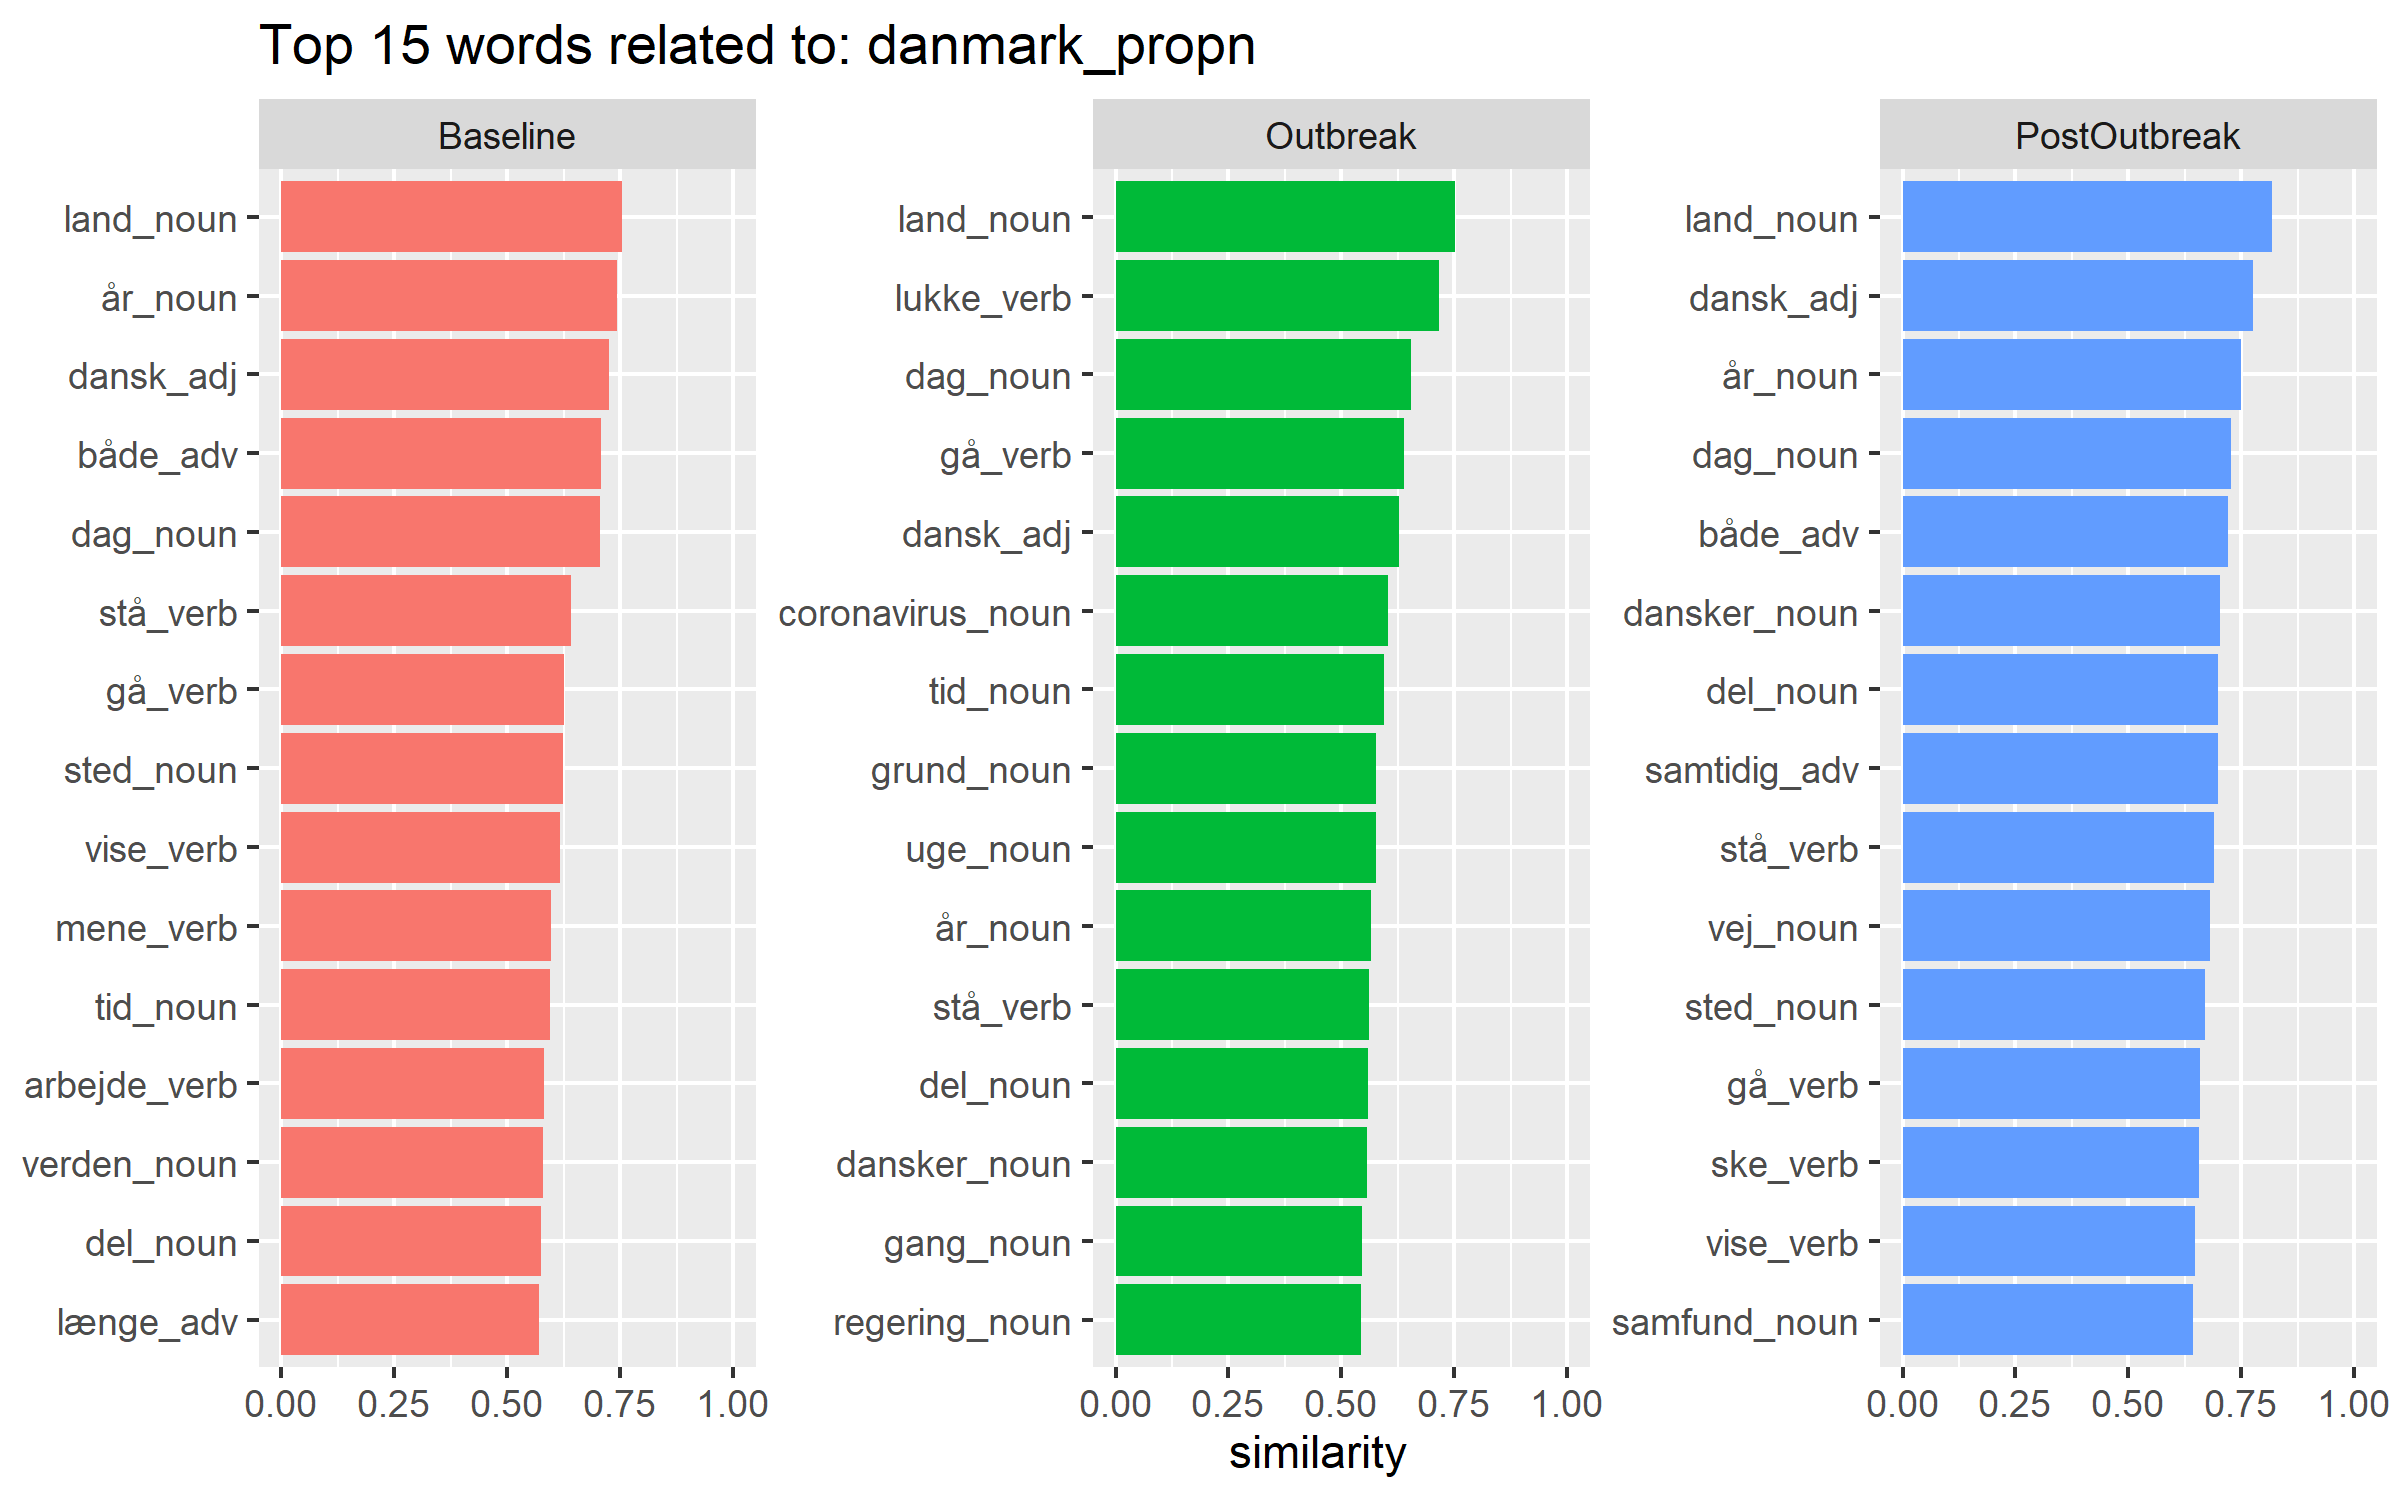 Top 15 words related to: danmark_propn
Baseline
land_noun
år_noun
dansk_adj
både_adv
dag_noun
stå_verb
gå_verb
sted_noun
vise_verb
mene_verb
tid_noun
arbejde_verb
verden_noun
del_noun
længe_adv
0.00 0.25 0.50 0.75 1.00
Outbreak
land_noun
lukke_verb
dag_noun
gå_verb
dansk_adj
coronavirus_noun
tid_noun
grund_noun
uge_noun
år_noun
stå_verb
del_noun
dansker_noun
gang_noun
regering_noun
0.00 0.25 0.50 0.75 1.00
PostOutbreak
land_noun
dansk_adj
år_noun
dag_noun
både_adv
dansker_noun
del_noun
samtidig_adv
stå_verb
vej_noun
sted_noun
gå_verb
ske_verb
vise_verb
samfund_noun
0.00 0.25 0.50 0.75 1.00
similarity